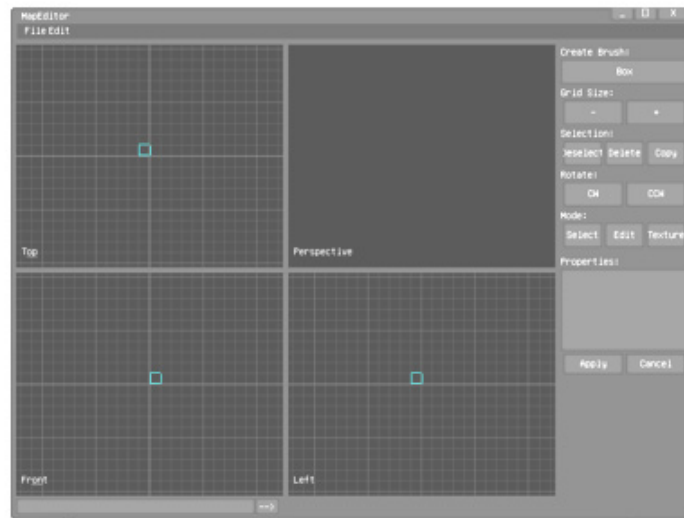 MapEditor
_ □ X
File Edit
Create Brush:
Box
Grid Size:
- +
Selection:
Deselect Delete Copy
Rotate:
CW CCW
Mode:
Select Edit Texture
Top
Perspective
Properties:
Apply Cancel
Front
Left
-->